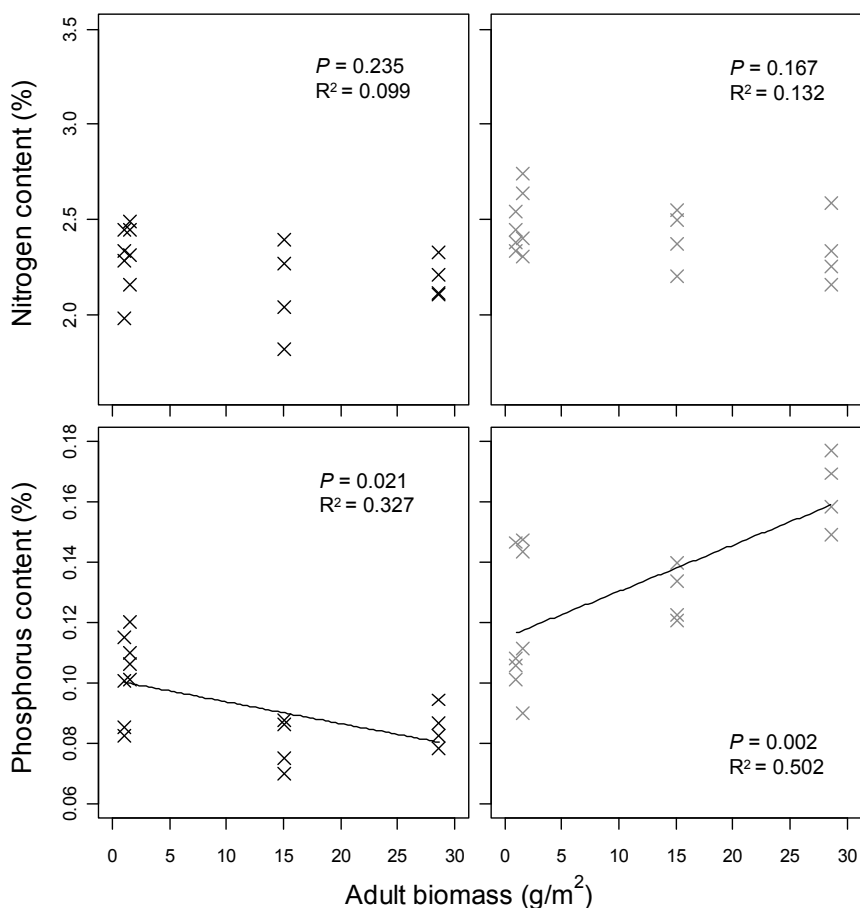 Nitrogen content (%)
3.5
3.0
2.5
2.0
P = 0.235
R² = 0.099
P = 0.167
R² = 0.132
Phosphorus content (%)
0.18
0.16
0.14
0.12
0.10
0.08
0.06
P = 0.021
R² = 0.327
P = 0.002
R² = 0.502
0 5 10 15 20 25 30
0 5 10 15 20 25 30
Adult biomass (g/m²)